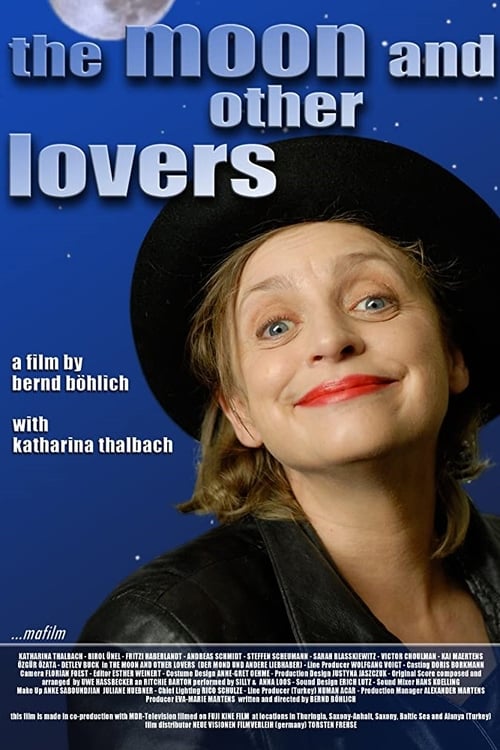 the moon and
other
lovers
a film by
bernd böhlich
with
katharina thalbach
...mafilm
KATHARINA THALBACH - BIROL ÜNEL - FRITZI HABERLANDT - ANDREAS SCHMIDT - STEFFEN SCHEUMANN - SARAH BLASSKIEWITZ - VICTOR CHOULMAN - KAI MAERTENS
ÖZGÜR ÖZATA - DETLEV BUCK in THE MOON AND OTHER LOVERS (DER MOND UND ANDERE LIEBHABER) - Line Producer WOLFGANG VOIGT - Casting DORIS BORKMANN
Camera FLORIAN FOEST - Editor ESTHER WEINERT - Costume Design ANNE-GRET OEHME - Production Design JUSTYNA JASZCZUK - Original Score composed and
arranged by UWE HASSBECKER an RITCHIE BARTON performed by SILLY & ANNA LOOS - Sound Design ERICH LUTZ - Sound Mixer HANS KOELLING
Make Up ANKE SABOUNDJIAN JULIANE HUEBNER - Chief Lighting RICO SCHULZE - Line Producer (Turkey) NUMAN ACAR - Production Manager ALEXANDER MARTENS
Producer EVA-MARIE MARTENS written and directed by BERND BÖHLICH
this film is made in co-production with MDR-Television filmed on FUJI KINE FILM at locations in Thuringia, Saxony-Anhalt, Saxony, Baltic Sea and Alanya (Turkey)
film distributor NEUE VISIONEN FILMVERLEIH (germany) TORSTEN FREHSE